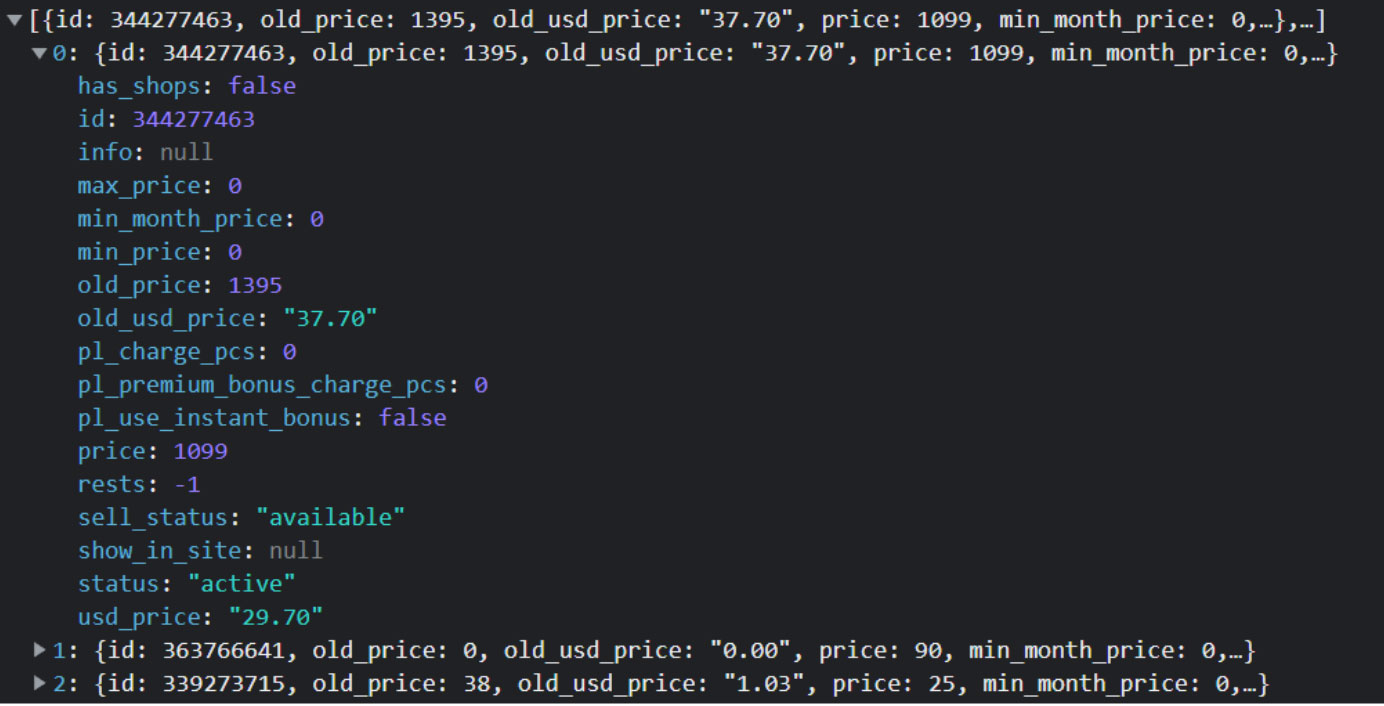 ▼[{id: 344277463, old_price: 1395, old_usd_price: "37.70", price: 1099, min_month_price: 0,…},…]
▼0: {id: 344277463, old_price: 1395, old_usd_price: "37.70", price: 1099, min_month_price: 0,…}
has_shops: false
id: 344277463
info: null
max_price: 0
min_month_price: 0
min_price: 0
old_price: 1395
old_usd_price: "37.70"
pl_charge_pcs: 0
pl_premium_bonus_charge_pcs: 0
pl_use_instant_bonus: false
price: 1099
rests: -1
sell_status: "available"
show_in_site: null
status: "active"
usd_price: "29.70"
▶1: {id: 363766641, old_price: 0, old_usd_price: "0.00", price: 90, min_month_price: 0,…}
▶2: {id: 339273715, old_price: 38, old_usd_price: "1.03", price: 25, min_month_price: 0,…}